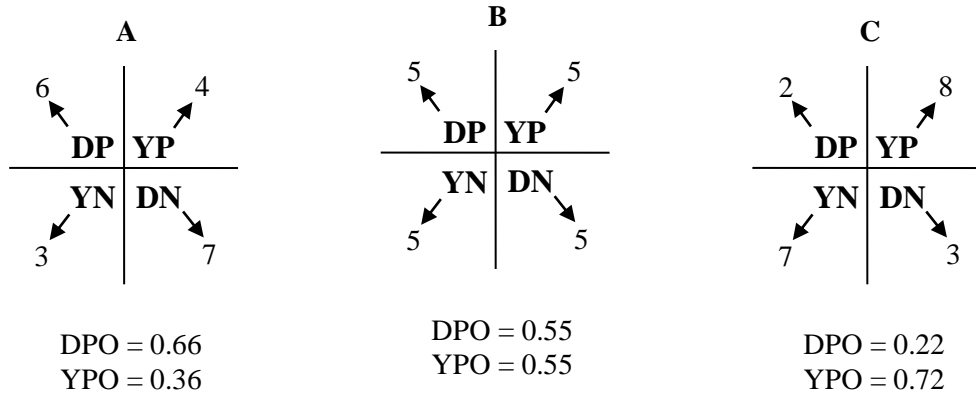 A
6 4
DP YP
YN DN
3 7
DPO = 0.66
YPO = 0.36
B
5 5
DP YP
YN DN
5 5
DPO = 0.55
YPO = 0.55
C
2 8
DP YP
YN DN
7 3
DPO = 0.22
YPO = 0.72